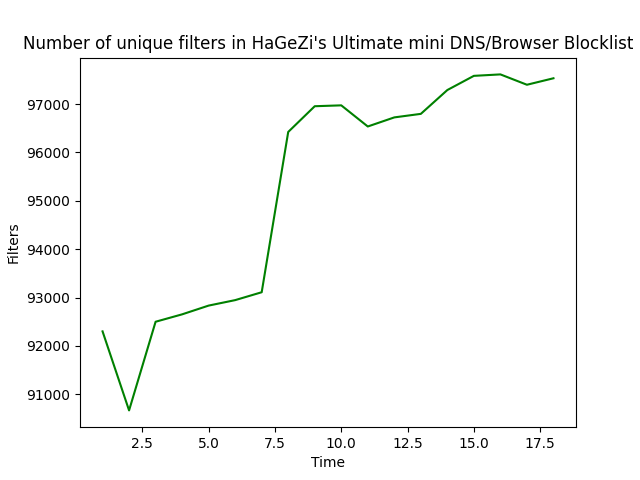 Number of unique filters in HaGeZi's Ultimate mini DNS/Browser Blocklist
97000
96000
95000
94000
93000
92000
91000
Filters
2.5 5.0 7.5 10.0 12.5 15.0 17.5
Time